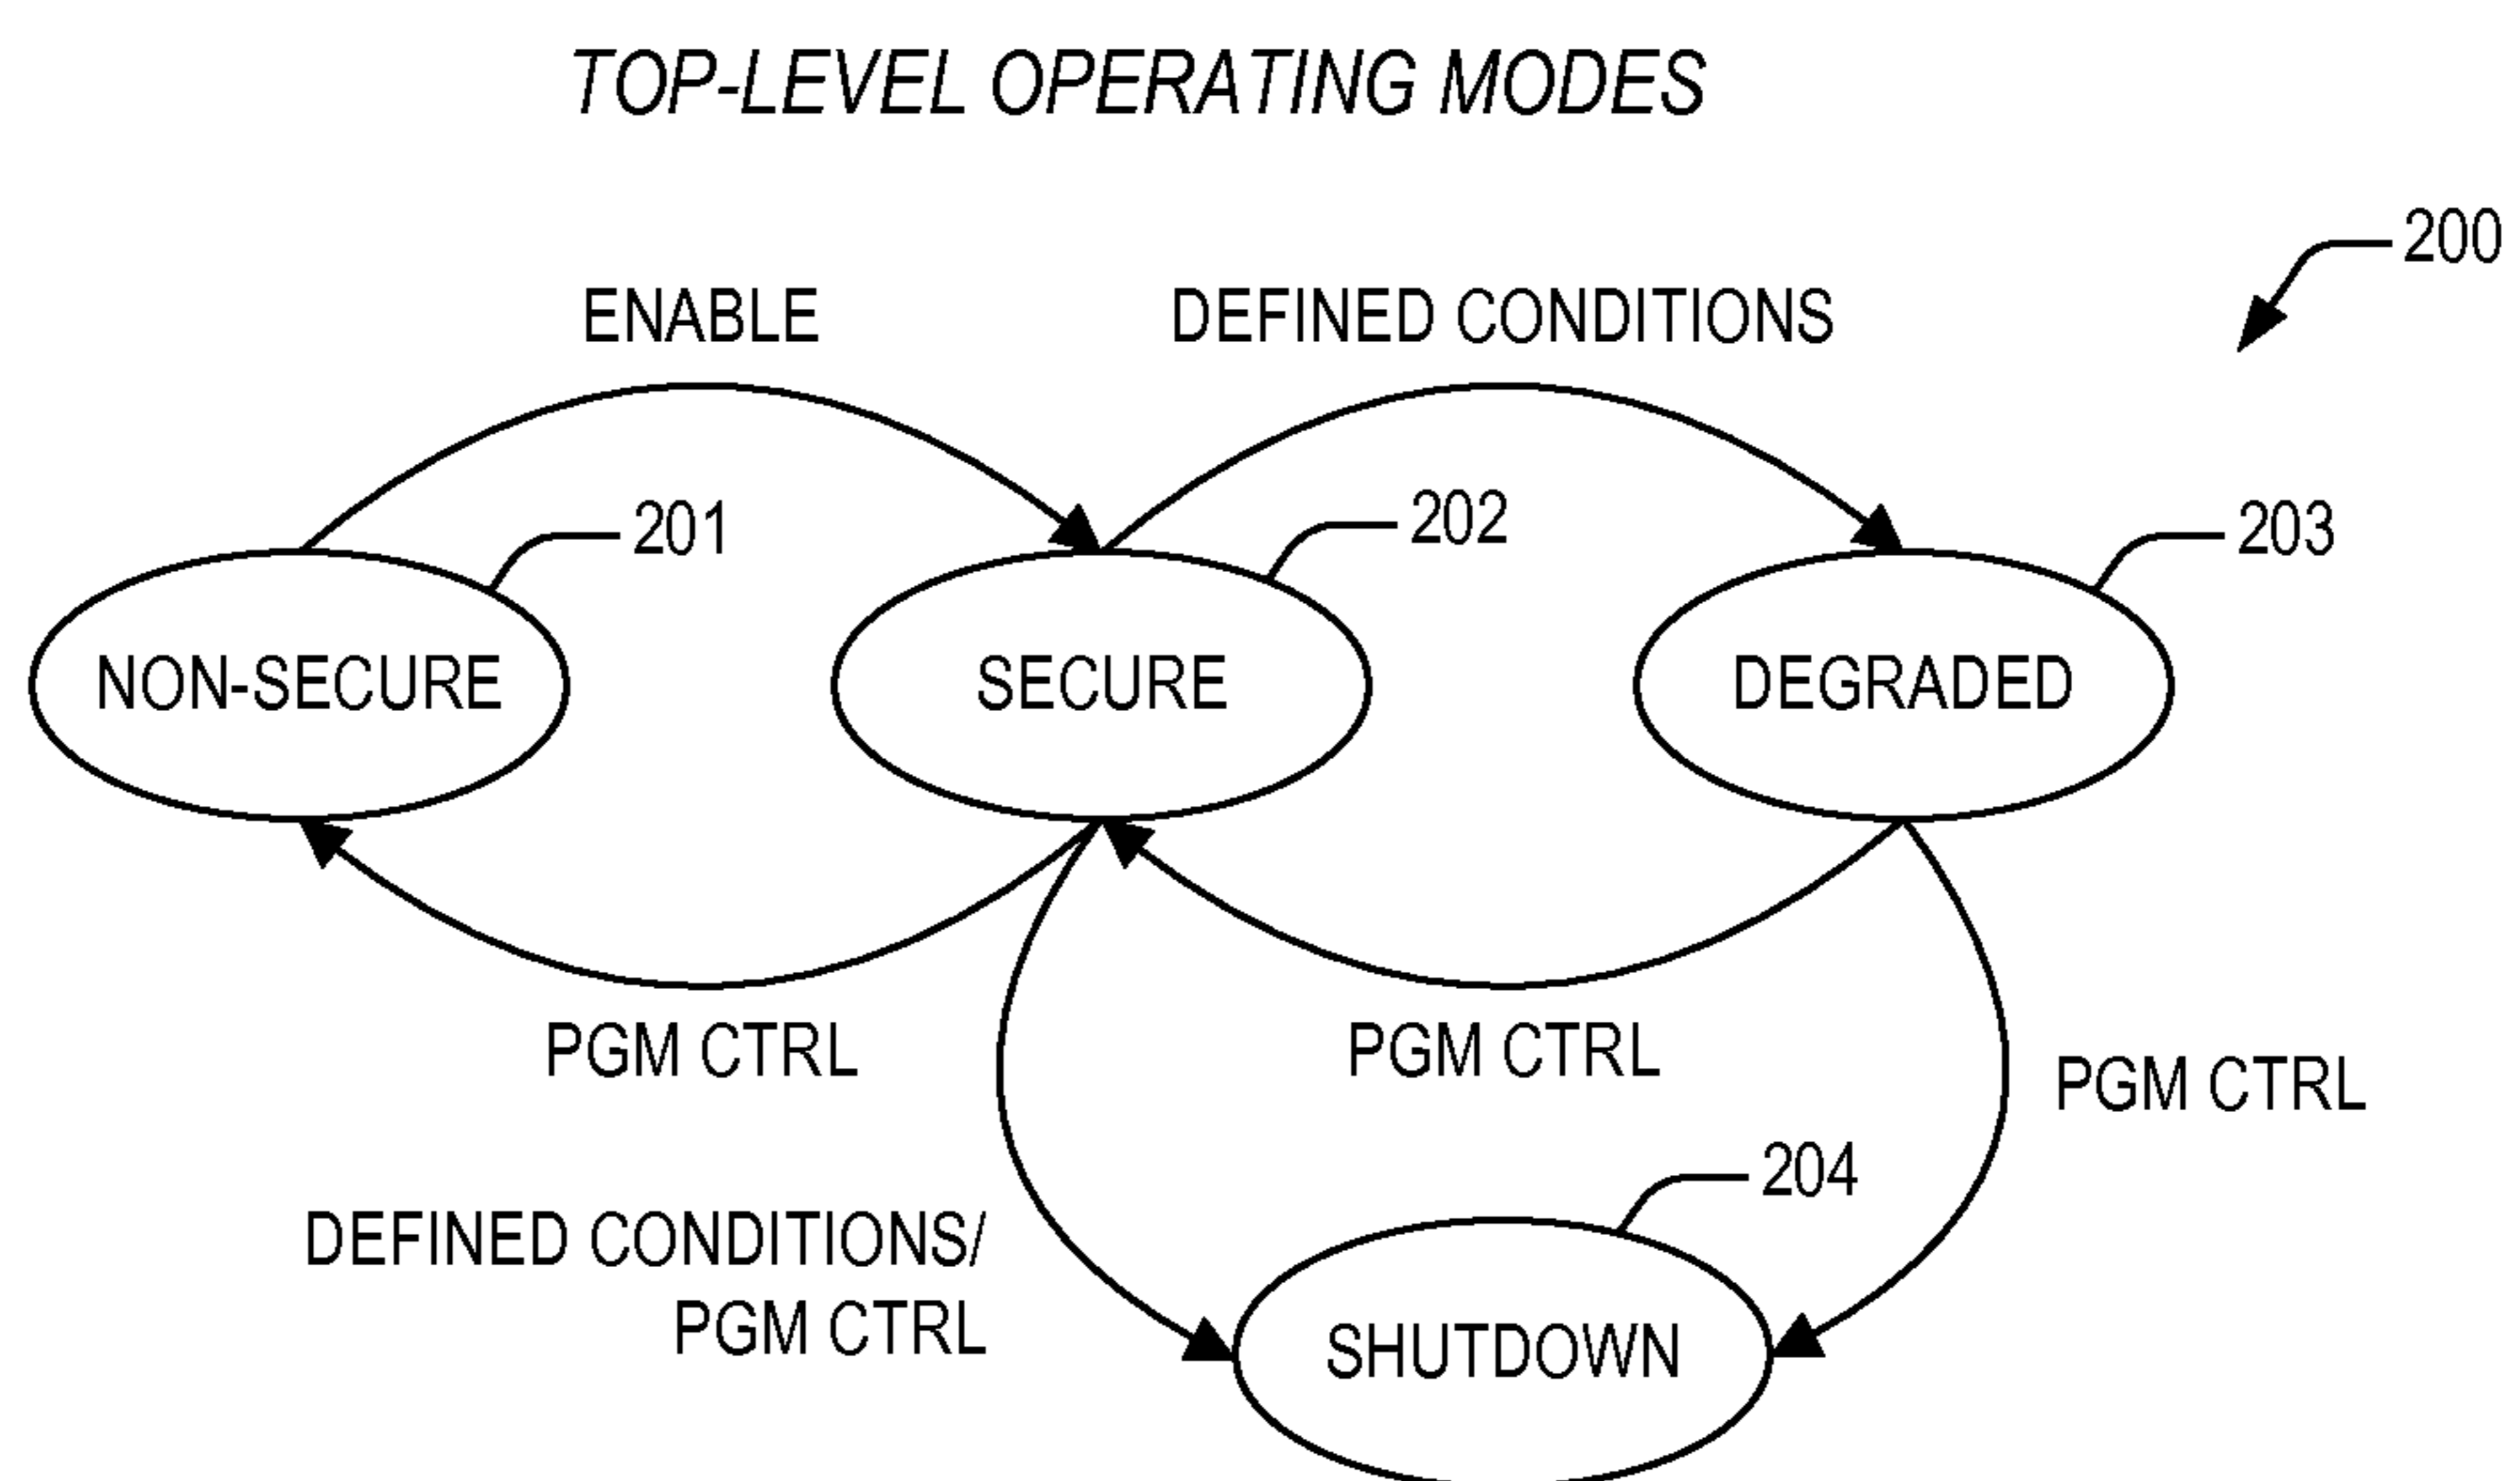 TOP-LEVEL OPERATING MODES
200
ENABLE
DEFINED CONDITIONS
201
202
203
NON-SECURE
SECURE
DEGRADED
PGM CTRL
PGM CTRL
PGM CTRL
204
DEFINED CONDITIONS/
PGM CTRL
SHUTDOWN